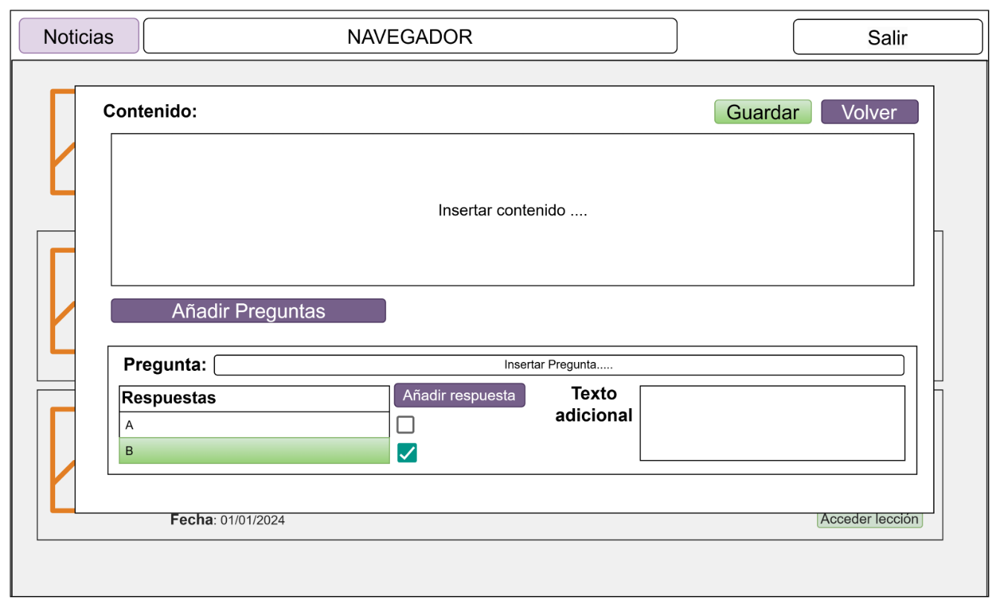 Noticias
NAVEGADOR
Salir
Contenido:
Guardar
Volver
Insertar contenido ....
Añadir Preguntas
Pregunta:
Insertar Pregunta.....
Respuestas
Añadir respuesta
Texto
adicional
A
B
Fecha: 01/01/2024
Acceder lección